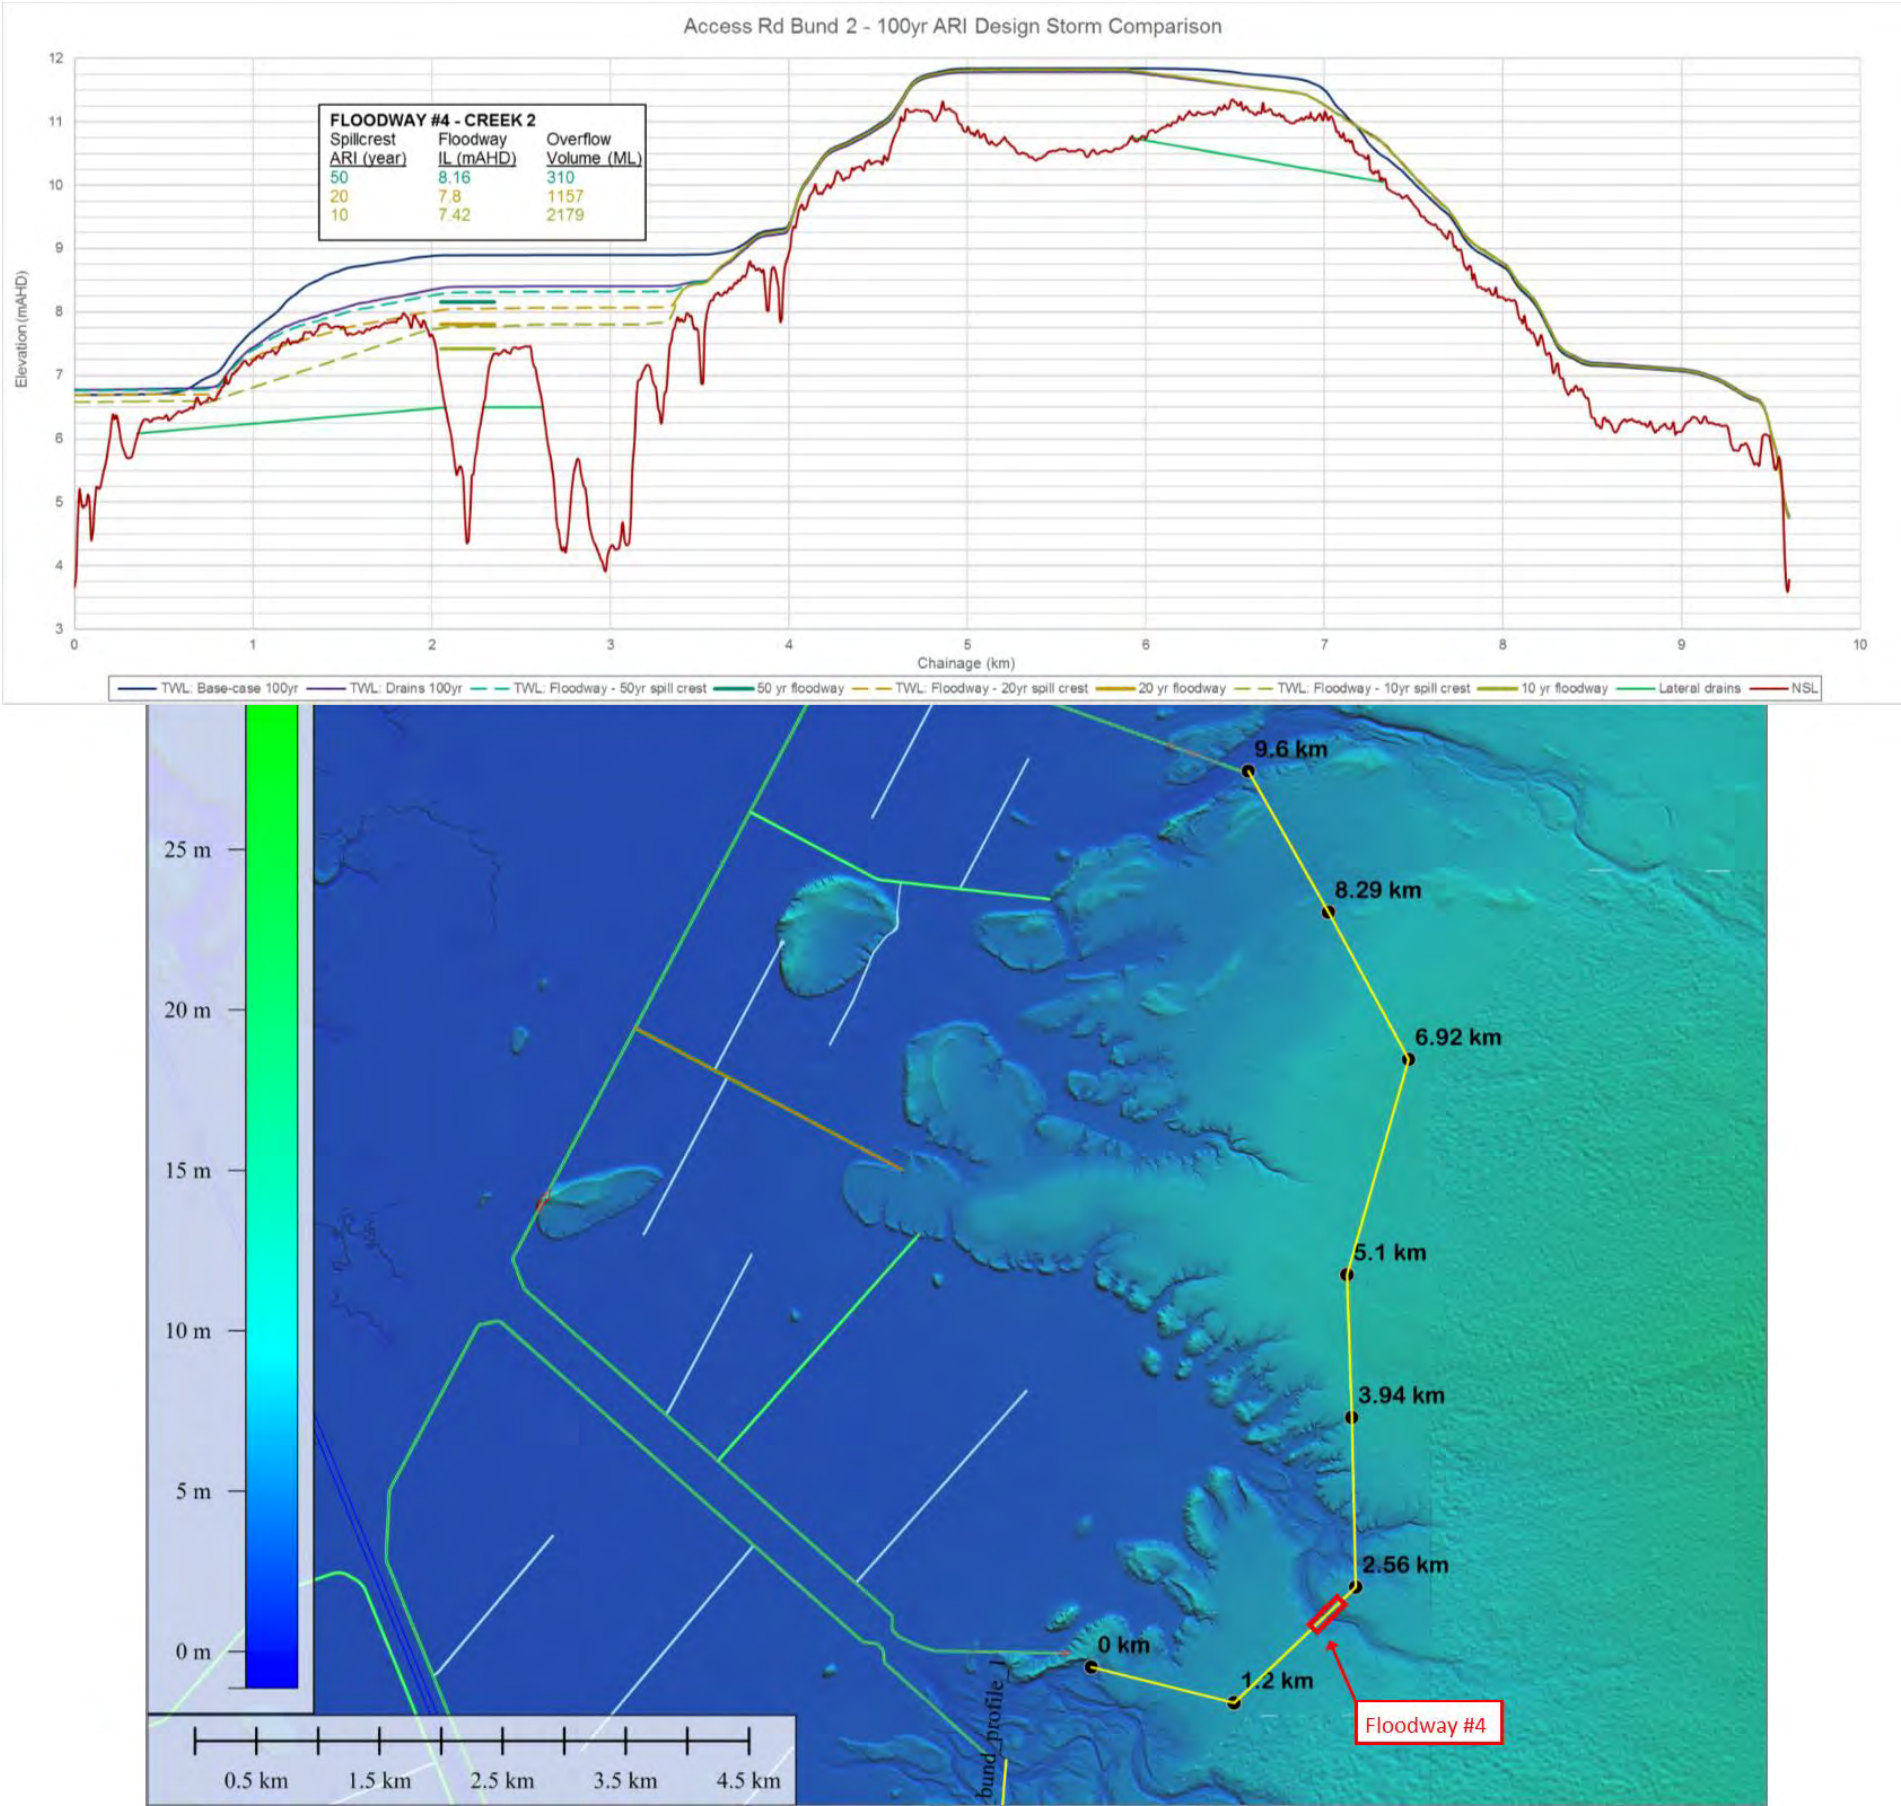 Access Rd Bund 2 - 100yr ARI Design Storm Comparison
12
11
10
9
8
7
6
5
4
3
Elevation (mAHD)
FLOODWAY #4 - CREEK 2
Spillcrest Floodway Overflow
ARI (year) IL (mAHD) Volume (ML)
50 8.16 310
20 7.8 1157
10 7.42 2179
0 1 2 3 4 5 6 7 8 9 10
Chainage (km)
TWL: Base-case 100yr TWL: Drains 100yr TWL: Floodway - 50yr spill crest 50 yr floodway TWL: Floodway - 20yr spill crest 20 yr floodway TWL: Floodway - 10yr spill crest 10 yr floodway Lateral drains NSL
9.6 km
25 m
8.29 km
20 m
6.92 km
15 m
5.1 km
10 m
3.94 km
5 m
2.56 km
0 m
0 km
1.2 km
Floodway #4
bund_profile_1
0.5 km 1.5 km 2.5 km 3.5 km 4.5 km